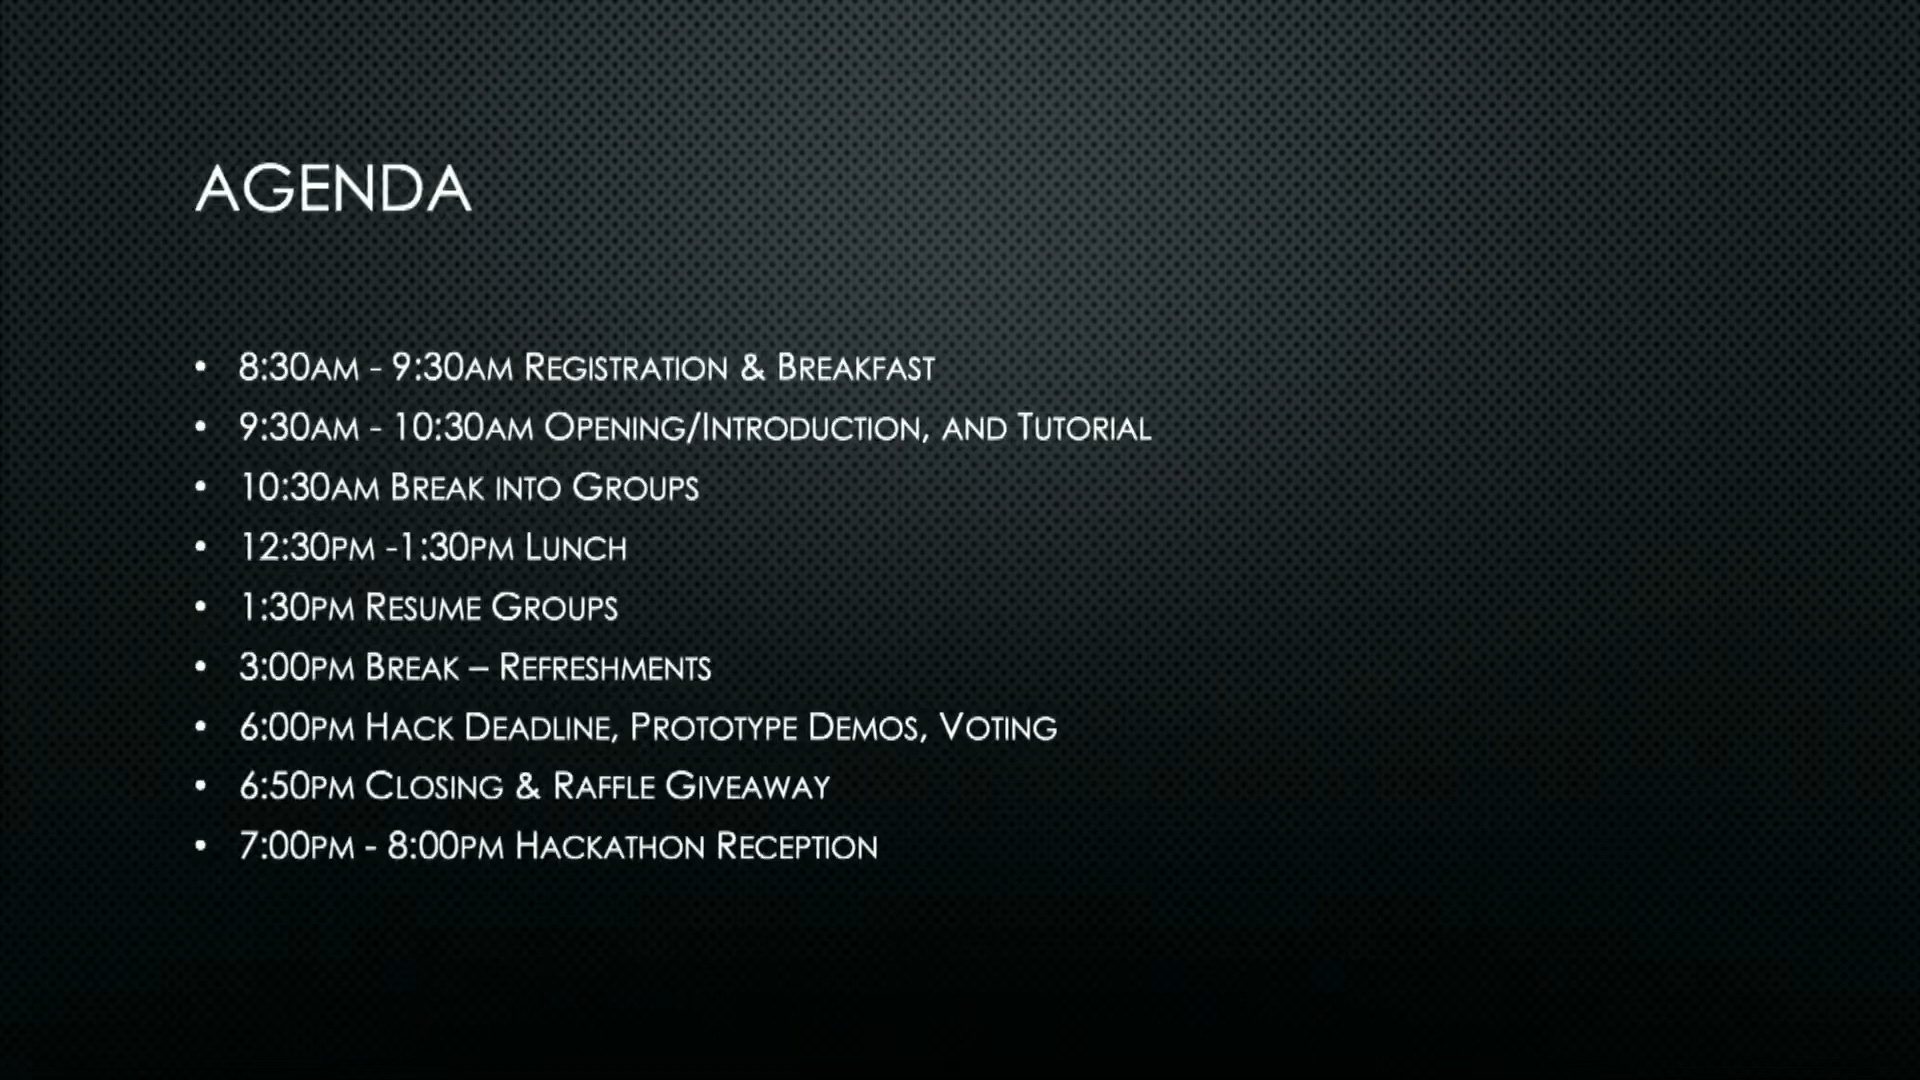 AGENDA
• 8:30AM - 9:30AM REGISTRATION & BREAKFAST
• 9:30AM - 10:30AM OPENING/INTRODUCTION, AND TUTORIAL
• 10:30AM BREAK INTO GROUPS
• 12:30PM -1:30PM LUNCH
• 1:30PM RESUME GROUPS
• 3:00PM BREAK – REFRESHMENTS
• 6:00PM HACK DEADLINE, PROTOTYPE DEMOS, VOTING
• 6:50PM CLOSING & RAFFLE GIVEAWAY
• 7:00PM - 8:00PM HACKATHON RECEPTION